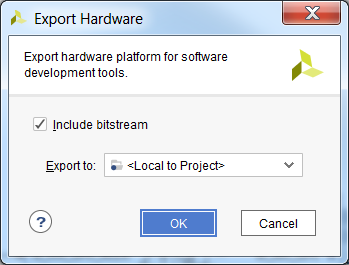 Export Hardware
Export hardware platform for software
development tools.
Include bitstream
Export to: <Local to Project>
?
OK Cancel